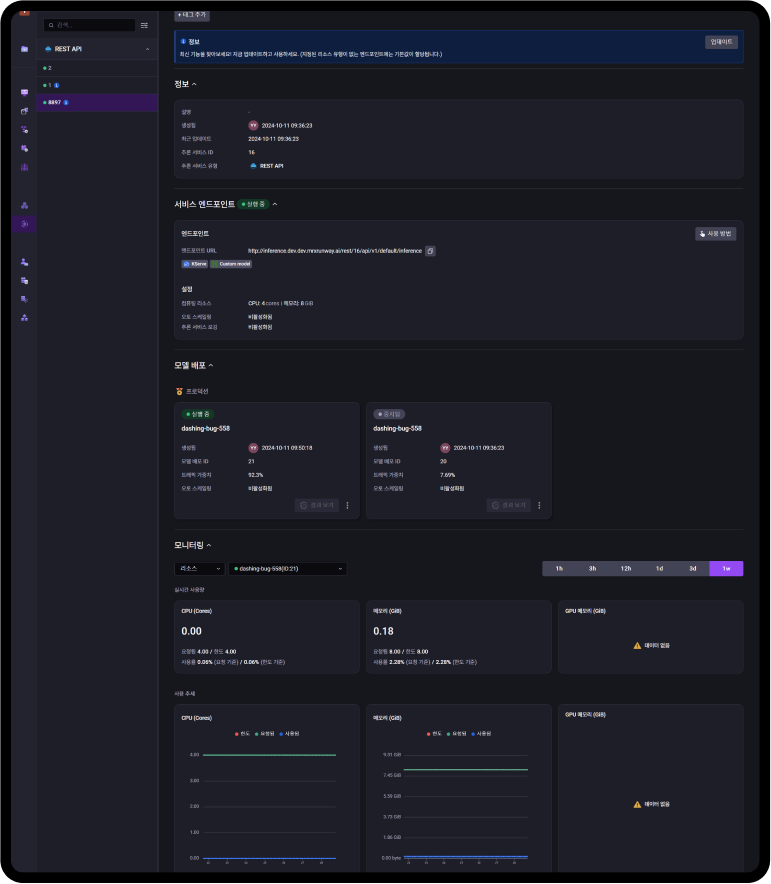 + 태그 추가
검색...
정보
최신 기능을 찾아보세요! 지금 업데이트하고 사용하세요. (지정된 리소스 유형이 없는 엔드포인트에는 기본값이 할당됩니다.)
업데이트
REST API
2
1
8897
정보
설명
-
생성됨 YY 2024-10-11 09:36:23
최근 업데이트 2024-10-11 09:36:23
추론 서비스 ID 16
추론 서비스 유형 REST API
서비스 엔드포인트 실행 중
엔드포인트
사용 방법
엔드포인트 URL http://inference.dev.dev.mrxrunway.ai/rest/16/api/v1/default/inference
KServe Custom model
설정
컴퓨팅 리소스 CPU: 4 cores | 메모리: 8 GiB
오토 스케일링 비활성화됨
추론 서비스 로깅 비활성화됨
모델 배포
프로덕션
실행 중
dashing-bug-558
생성됨 YY 2024-10-11 09:50:18
모델 배포 ID 21
트래픽 가중치 92.3%
오토 스케일링 비활성화됨
결과 보기
중지됨
dashing-bug-558
생성됨 YY 2024-10-11 09:36:23
모델 배포 ID 20
트래픽 가중치 7.69%
오토 스케일링 비활성화됨
결과 보기
모니터링
리소스 dashing-bug-558(ID:21) 1h 3h 12h 1d 3d 1w
실시간 사용량
CPU (Cores)
0.00
요청됨 4.00 / 한도 4.00
사용률 0.06% (요청 기준) / 0.06% (한도 기준)
메모리 (GiB)
0.18
요청됨 8.00 / 한도 8.00
사용률 2.28% (요청 기준) / 2.28% (한도 기준)
GPU 메모리 (GiB)
데이터 없음
사용 추세
CPU (Cores)
한도 요청됨 사용됨
4.00
3.00
2.00
1.00
0.00
메모리 (GiB)
한도 요청됨 사용됨
9.31 GiB
7.45 GiB
5.59 GiB
3.73 GiB
1.86 GiB
0.00 byte
GPU 메모리 (GiB)
데이터 없음